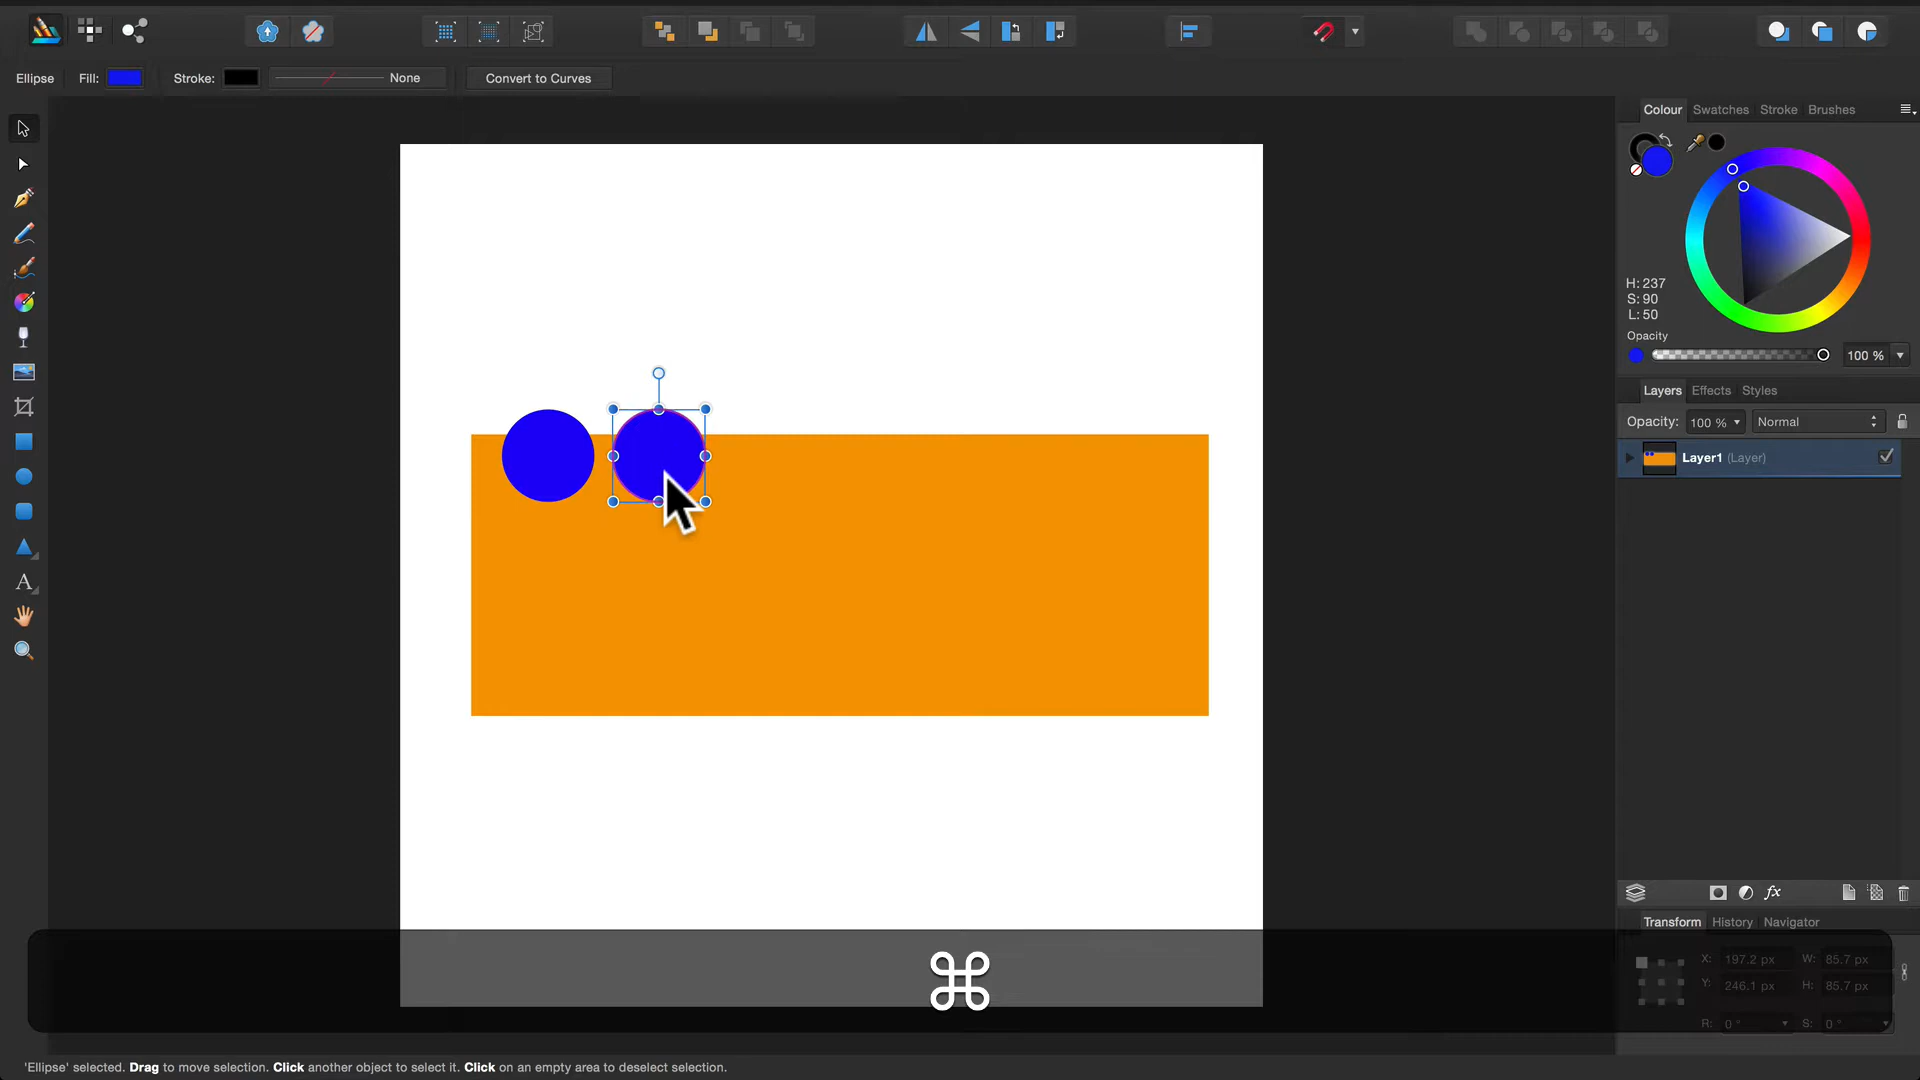 Ellipse Fill: Stroke: None Convert to Curves
Colour Swatches Stroke Brushes
H: 237
S: 90
L: 50
Opacity
100 %
Layers Effects Styles
Opacity: 100 % Normal
Layer1 (Layer)
fx
Transform History Navigator
X: 197.2 px W: 85.7 px
Y: 246.1 px H: 85.7 px
R: 0 ° S: 0 °
A
⌘
'Ellipse' selected. Drag to move selection. Click another object to select it. Click on an empty area to deselect selection.